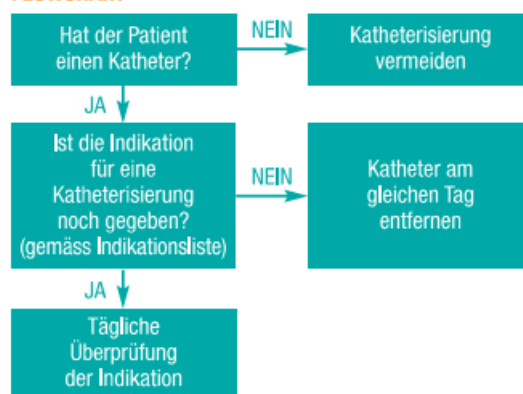 Hat der Patient
einen Katheter?
NEIN
Katheterisierung
vermeiden
JA
Ist die Indikation
für eine
Katheterisierung
noch gegeben?
(gemäss Indikationsliste)
NEIN
Katheter am
gleichen Tag
entfernen
JA
Tägliche
Überprüfung
der Indikation